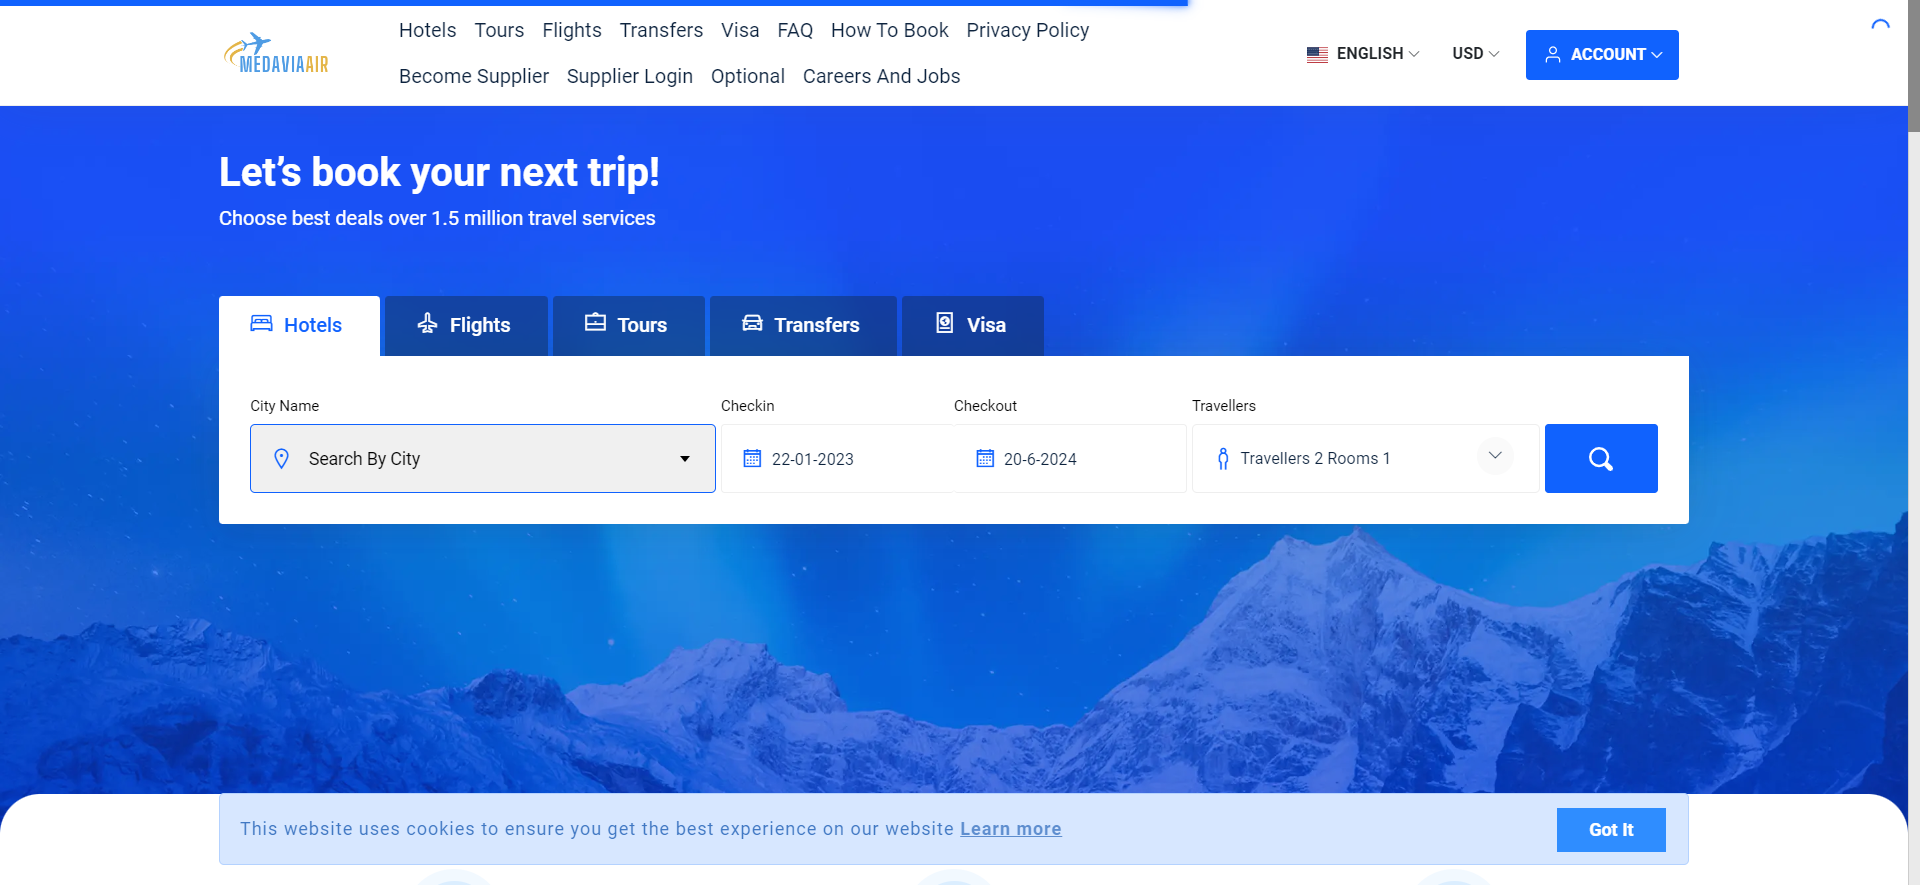 MEDAVIAAIR
Hotels Tours Flights Transfers Visa FAQ How To Book Privacy Policy
Become Supplier Supplier Login Optional Careers And Jobs
ENGLISH USD ACCOUNT
Let’s book your next trip!
Choose best deals over 1.5 million travel services
Hotels Flights Tours Transfers Visa
City Name Checkin Checkout Travellers
Search By City 22-01-2023 20-6-2024 Travellers 2 Rooms 1
This website uses cookies to ensure you get the best experience on our website Learn more Got It